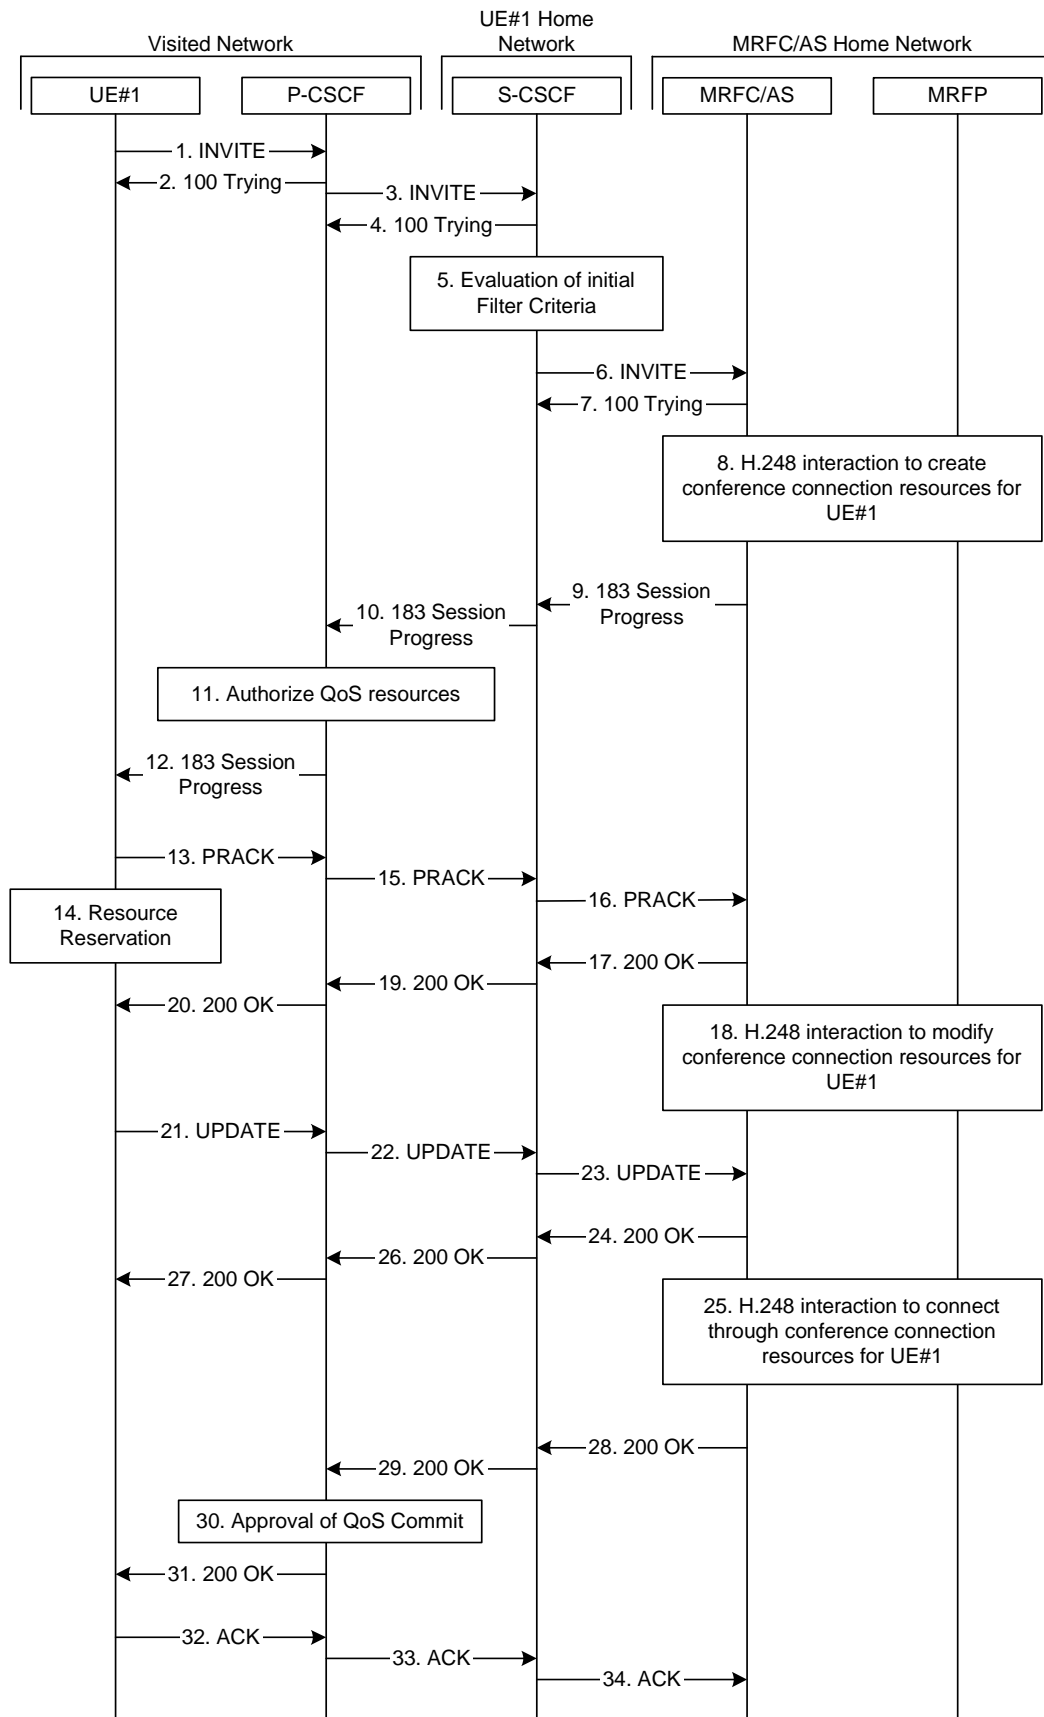 UE#1 Home
Visited Network
Network
MRFC/AS Home Network
UE#1
P-CSCF
S-CSCF
MRFC/AS
MRFP
1. INVITE
2. 100 Trying
3. INVITE
4. 100 Trying
5. Evaluation of initial
Filter Criteria
6. INVITE
7. 100 Trying
8. H.248 interaction to create
conference connection resources for
UE#1
9. 183 Session
Progress
10. 183 Session
Progress
11. Authorize QoS resources
12. 183 Session
Progress
13. PRACK
15. PRACK
16. PRACK
14. Resource
Reservation
17. 200 OK
19. 200 OK
20. 200 OK
18. H.248 interaction to modify
conference connection resources for
UE#1
21. UPDATE
22. UPDATE
23. UPDATE
24. 200 OK
26. 200 OK
27. 200 OK
25. H.248 interaction to connect
through conference connection
resources for UE#1
28. 200 OK
29. 200 OK
30. Approval of QoS Commit
31. 200 OK
32. ACK
33. ACK
34. ACK